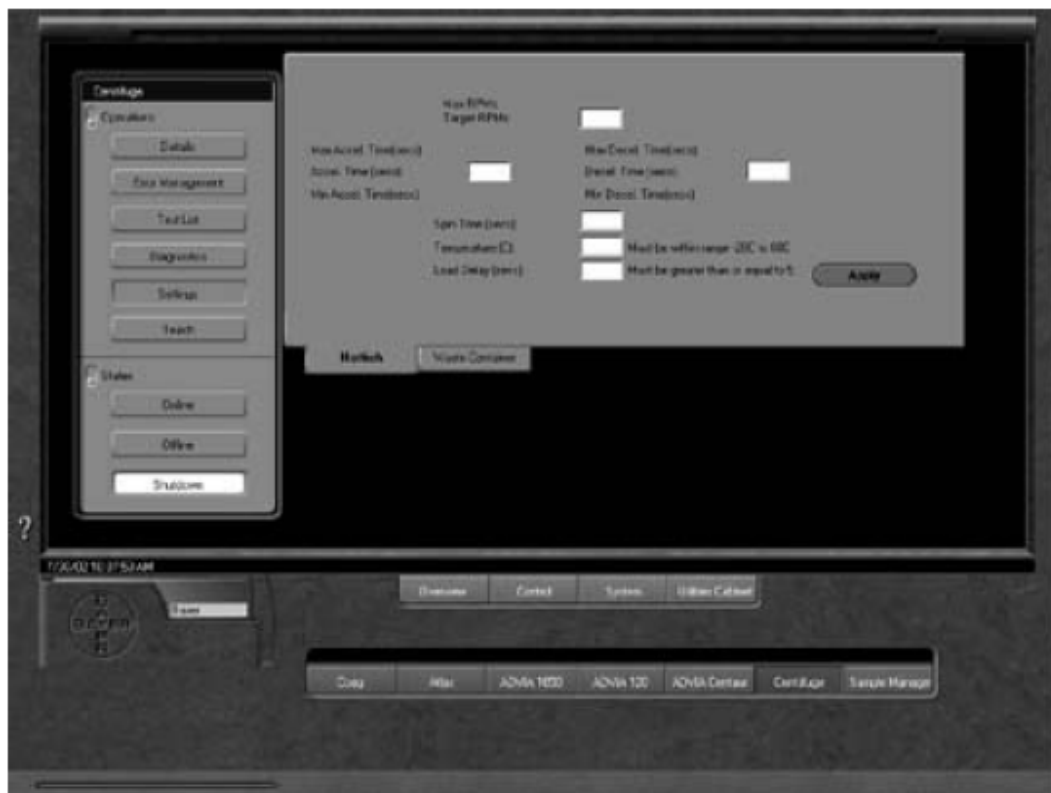 Centrifuge
Operations
Details
Error Management
Test List
Diagnostics
Settings
Teach
States
Online
Offline
Shutdown
Max RPMs:
Target RPMs:
Max Accel. Time(secs)
Accel. Time (secs):
Min Accel. Time(secs)
Max Decel. Time(secs)
Decel. Time (secs):
Min Decel. Time(secs)
Spin Time (secs):
Temperature (C): Must be within range -20C to
Load Delay (secs): Must be greater than or equal to
Apply
Hettich Waste Container
?
AM
BAYER
Bayer
Overview Control System Utilities Cabinet
Atlas ADVIA 1650 ADVIA 120 ADVIA Centaur Centrifuge Sample Manager